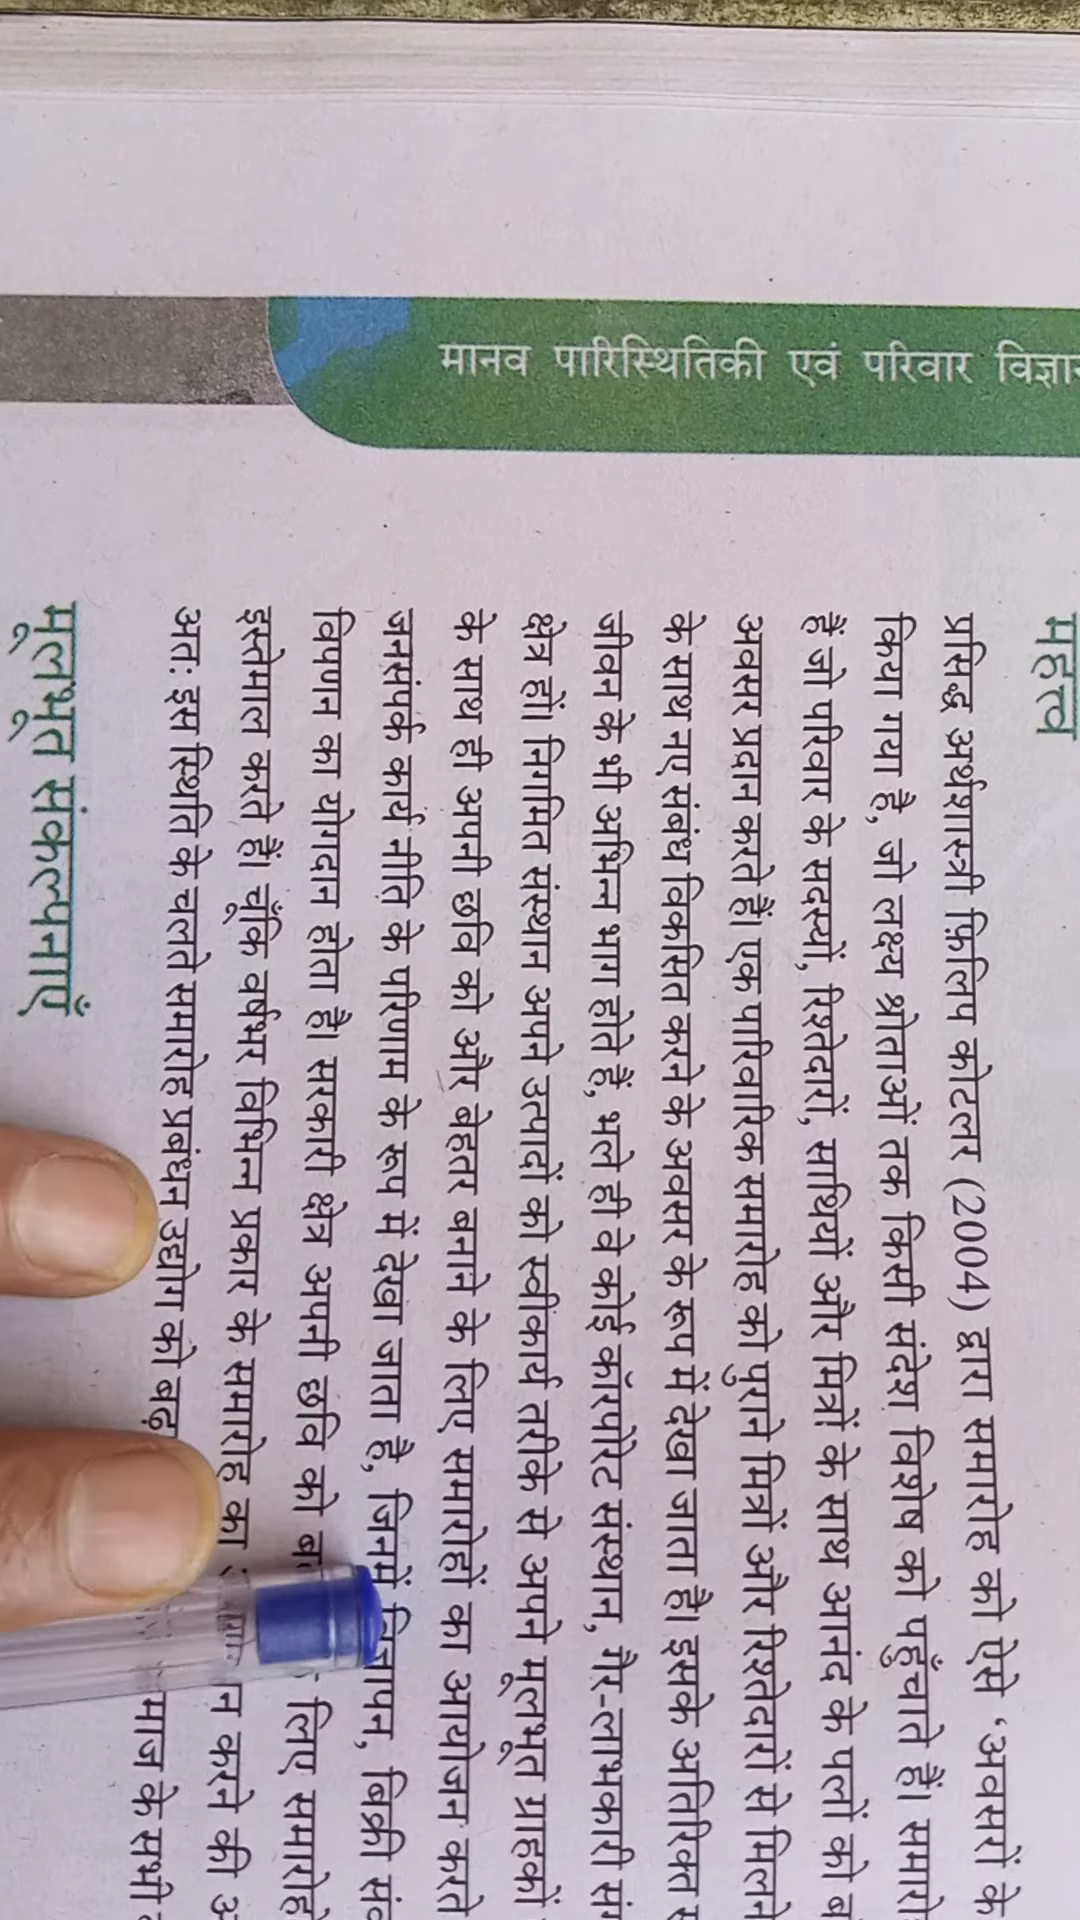 मानव पारिस्थितिकी एवं परिवार विज्ञान
महत्त्व
प्रसिद्ध अर्थशास्त्री फ़िलिप कोटलर (2004) द्वारा समारोह को ऐसे ‘अवसरों के
किया गया है, जो लक्ष्य श्रोताओं तक किसी संदेश विशेष को पहुँचाते हैं। समारो
हैं जो परिवार के सदस्यों, रिश्तेदारों, साथियों और मित्रों के साथ आनंद के पलों को ब
अवसर प्रदान करते हैं। एक पारिवारिक समारोह को पुराने मित्रों और रिश्तेदारों से मिलने
के साथ नए संबंध विकसित करने के अवसर के रूप में देखा जाता है। इसके अतिरिक्त
जीवन के भी अभिन्न भाग होते हैं, भले ही वे कोई कॉरपोरेट संस्थान, गैर-लाभकारी
क्षेत्र हों। निगमित संस्थान अपने उत्पादों को स्वीकार्य तरीके से अपने मूलभूत ग्राहकों
के साथ ही अपनी छवि को और बेहतर बनाने के लिए समारोहों का आयोजन करते
जनसंपर्क कार्य नीति के परिणाम के रूप में देखा जाता है, जिनमें विज्ञापन, बिक्री
विपणन का योगदान होता है। सरकारी क्षेत्र अपनी छवि को लिए समारोहों
इस्तेमाल करते हैं। चूँकि वर्षभर विभिन्न प्रकार के समारोह का करने की
अतः इस स्थिति के चलते समारोह प्रबंधन उद्योग को के सभी
मूलभूत संकल्पनाएँ